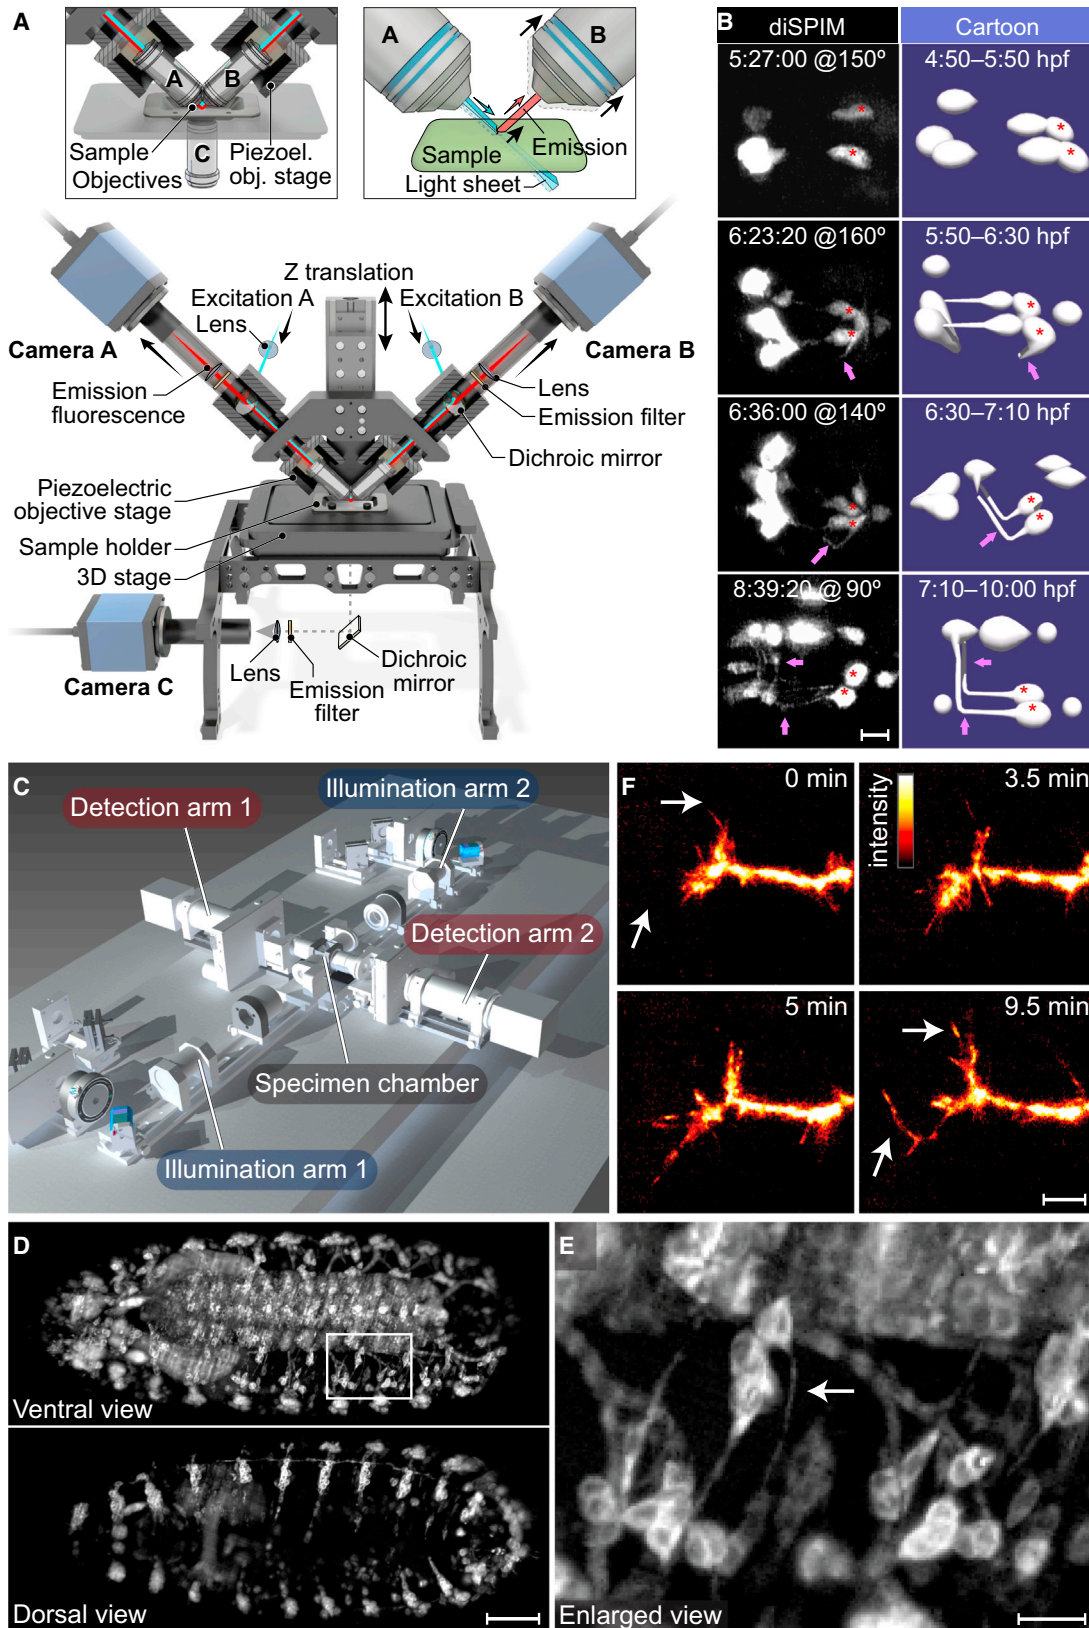 A
A
B
Sample
C
Piezoel.
Objectives
obj. stage
A
B
Sample
Emission
Light sheet
Z translation
Excitation A
Excitation B
Lens
Camera A
Camera B
Emission
fluorescence
Lens
Emission filter
Dichroic mirror
Piezoelectric
objective stage
Sample holder
3D stage
Lens
Dichroic
mirror
Emission
filter
Camera C
B
diSPIM
Cartoon
5:27:00 @150º
4:50–5:50 hpf
*
*
*
*
6:23:20 @160º
5:50–6:30 hpf
*
*
*
*
6:36:00 @140º
6:30–7:10 hpf
*
*
*
*
8:39:20 @ 90º
7:10–10:00 hpf
*
*
*
*
C
Detection arm 1
Illumination arm 2
Detection arm 2
Specimen chamber
Illumination arm 1
F
0 min
intensity
3.5 min
5 min
9.5 min
D
Ventral view
Dorsal view
E
Enlarged view